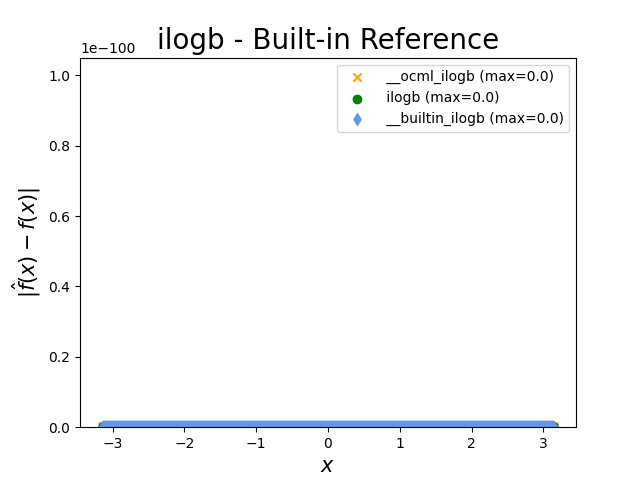 ilogb - Built-in Reference
1e−100
1.0
0.8
0.6
0.4
0.2
0.0
|f̂(x) − f(x)|
__ocml_ilogb (max=0.0)
ilogb (max=0.0)
__builtin_ilogb (max=0.0)
−3 −2 −1 0 1 2 3
x